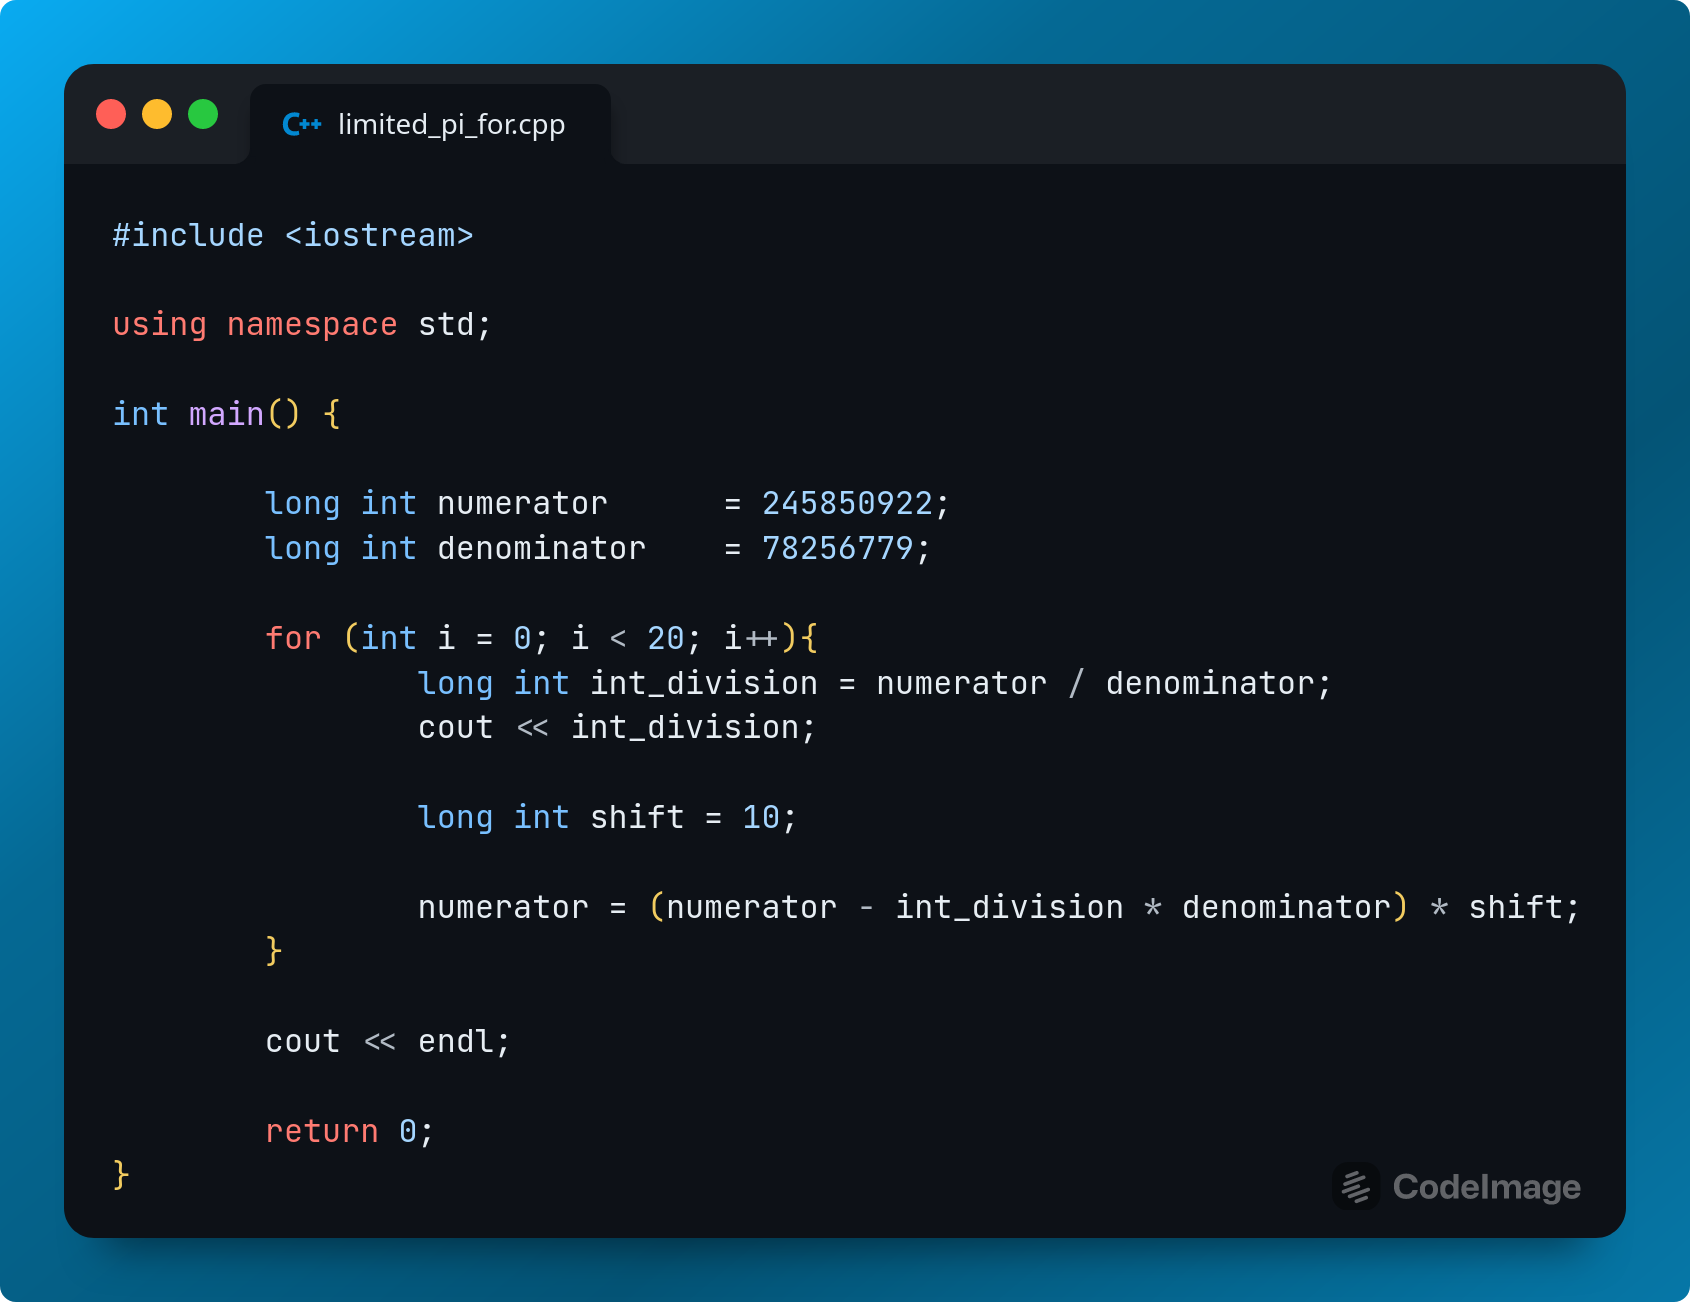 C++ limited_pi_for.cpp
#include <iostream>
using namespace std;
int main() {
long int numerator      = 245850922;
long int denominator    = 78256779;
for (int i = 0; i < 20; i++){
long int int_division = numerator / denominator;
cout << int_division;
long int shift = 10;
numerator = (numerator - int_division * denominator) * shift;
}
cout << endl;
return 0;
}
CodeImage